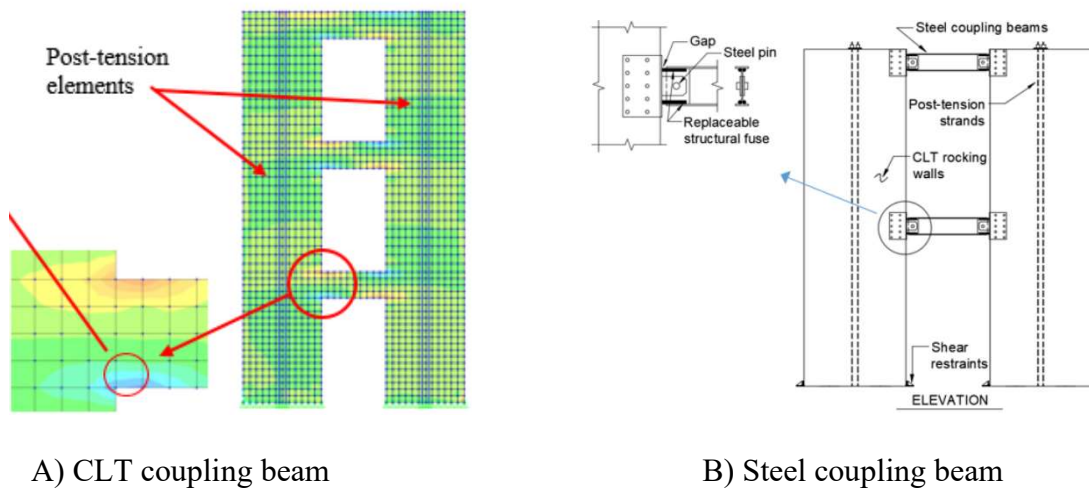 Post-tension
elements
B)
Gap
Steel pin
Replaceable
structural fuse
Steel coupling beams
Post-tension
strands
CLT rocking
walls
Shear
restraints
ELEVATION
A) CLT coupling beam
B) Steel coupling beam